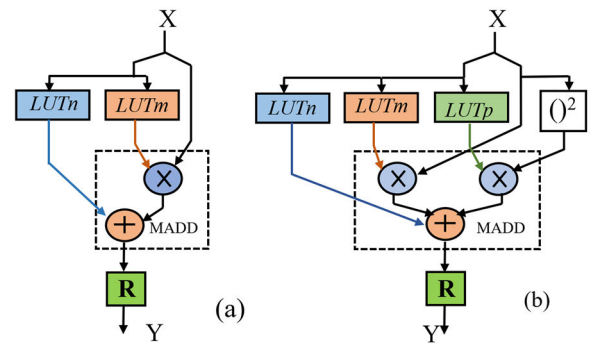 X
LUTn
LUTm
×
+
MADD
R
(a)
Y
X
LUTn
LUTm
LUTp
()²
×
×
+
MADD
R
(b)
Y